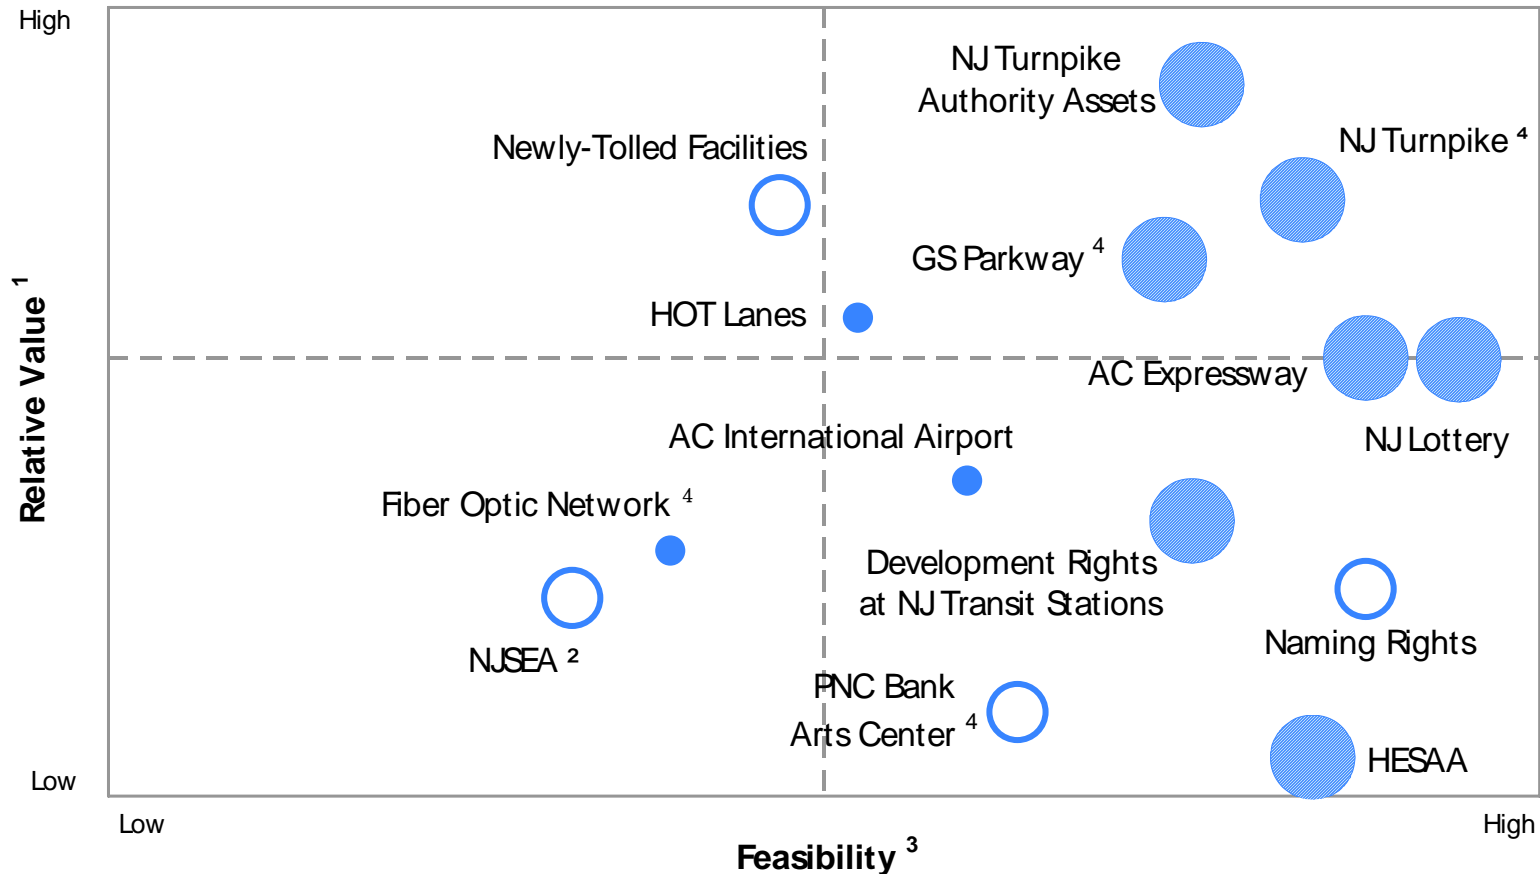 High
NJ Turnpike
Authority Assets
NJ Turnpike ⁴
Newly-Tolled Facilities
GS Parkway ⁴
HOT Lanes
Relative Value ¹
AC Expressway
AC International Airport
NJ Lottery
Fiber Optic Network ⁴
Development Rights
at NJ Transit Stations
Naming Rights
NJSEA ²
PNC Bank
Arts Center ⁴
HESAA
Low
Low
High
Feasibility ³